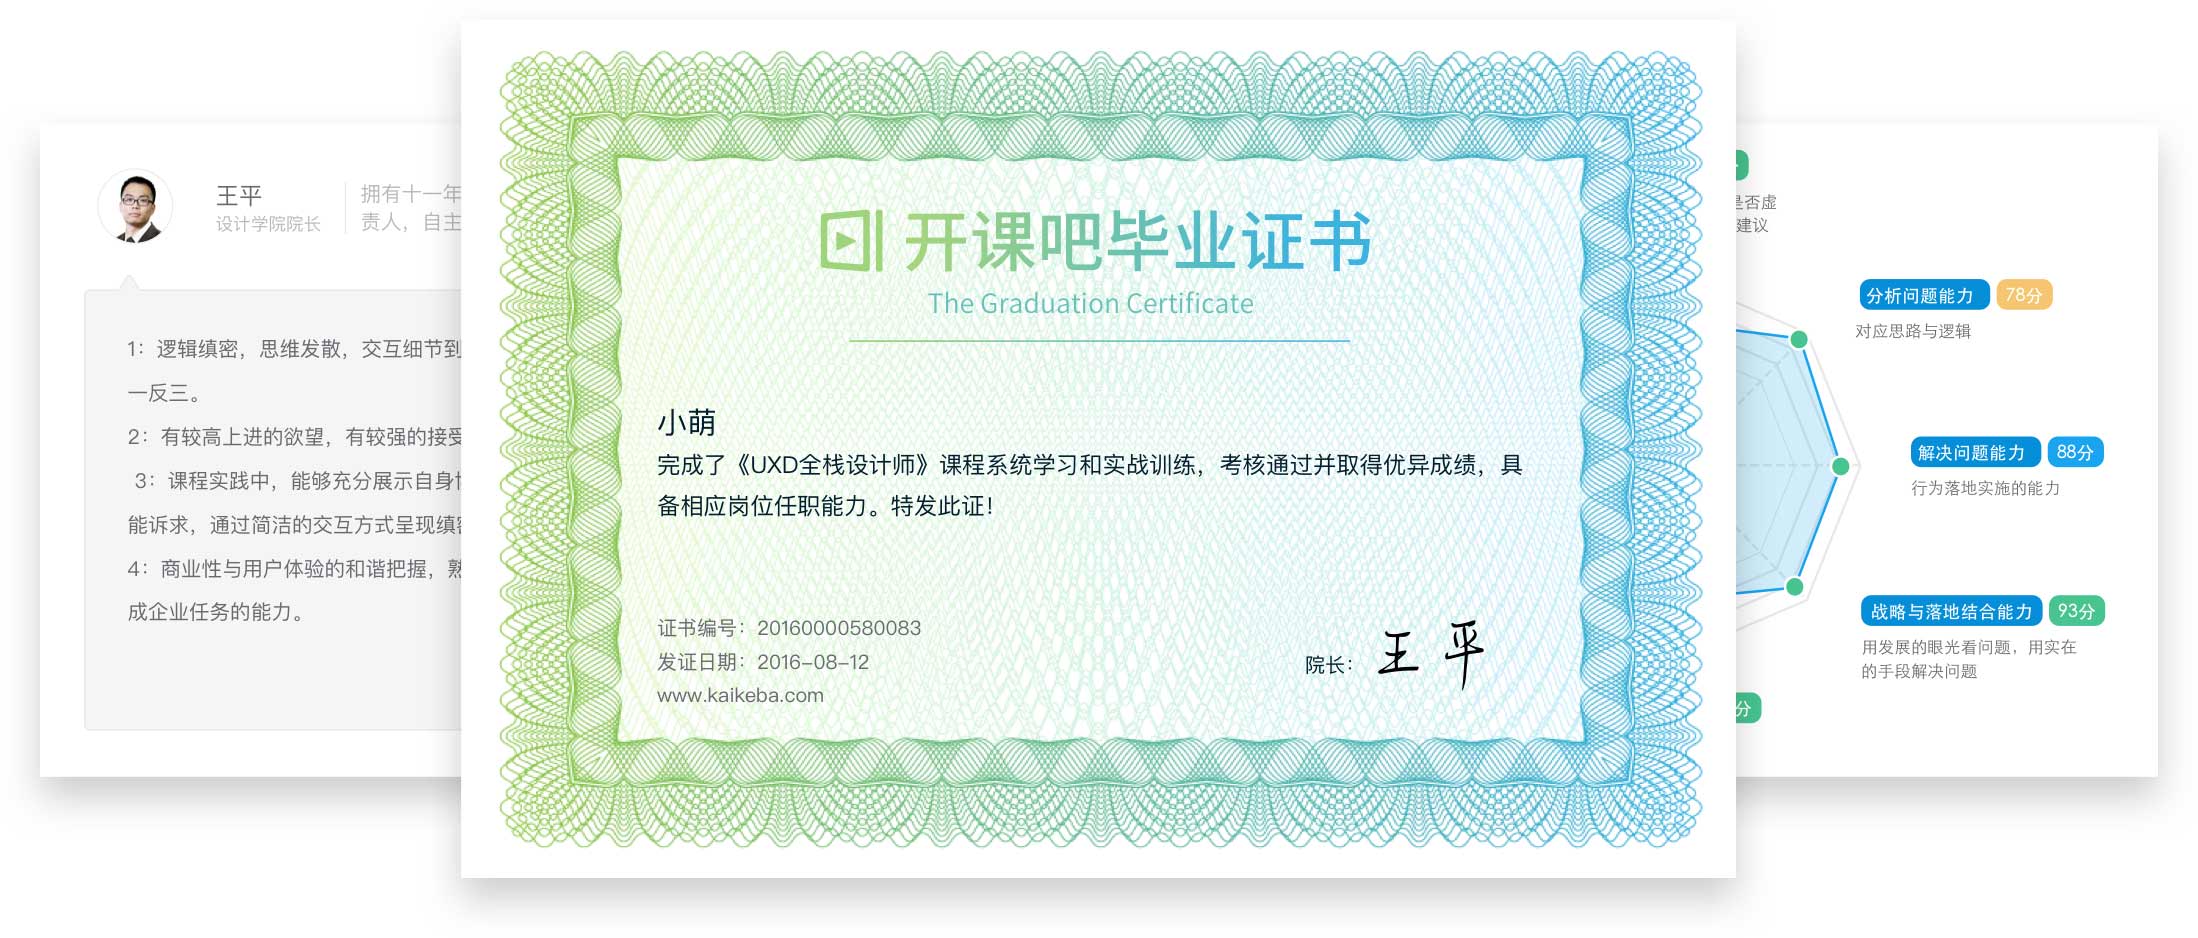 王平
设计学院院长
拥有十一年
责人，自主
1：逻辑缜密，思维发散，交互细节到
一反三。
2：有较高上进的欲望，有较强的接受
3：课程实践中，能够充分展示自身
能诉求，通过简洁的交互方式呈现缜
4：商业性与用户体验的和谐把握，熟
成企业任务的能力。
开课吧毕业证书
The Graduation Certificate
小萌
完成了《UXD全栈设计师》课程系统学习和实战训练，考核通过并取得优异成绩，具
备相应岗位任职能力。特发此证！
证书编号：20160000580083
发证日期：2016-08-12
www.kaikeba.com
院长：
王平
是否虚
建议
分析问题能力 78分
对应思路与逻辑
解决问题能力 88分
行为落地实施的能力
战略与落地结合能力 93分
用发展的眼光看问题，用实在
的手段解决问题
分